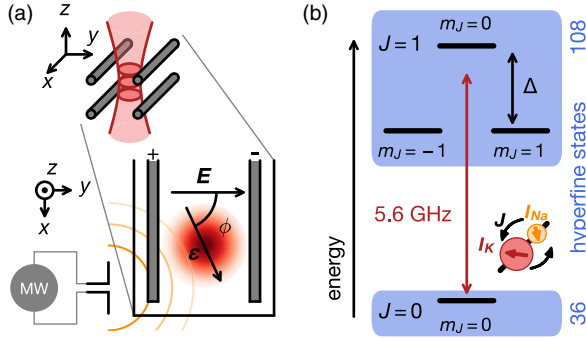 (a)
z
y
x
+
-
E
z
y
x
ϕ
ε
MW
(b)
energy
J = 1
m_J = 0
Δ
m_J = −1
m_J = 1
5.6 GHz
J
I_Na
I_K
J = 0
m_J = 0
108
hyperfine states
36